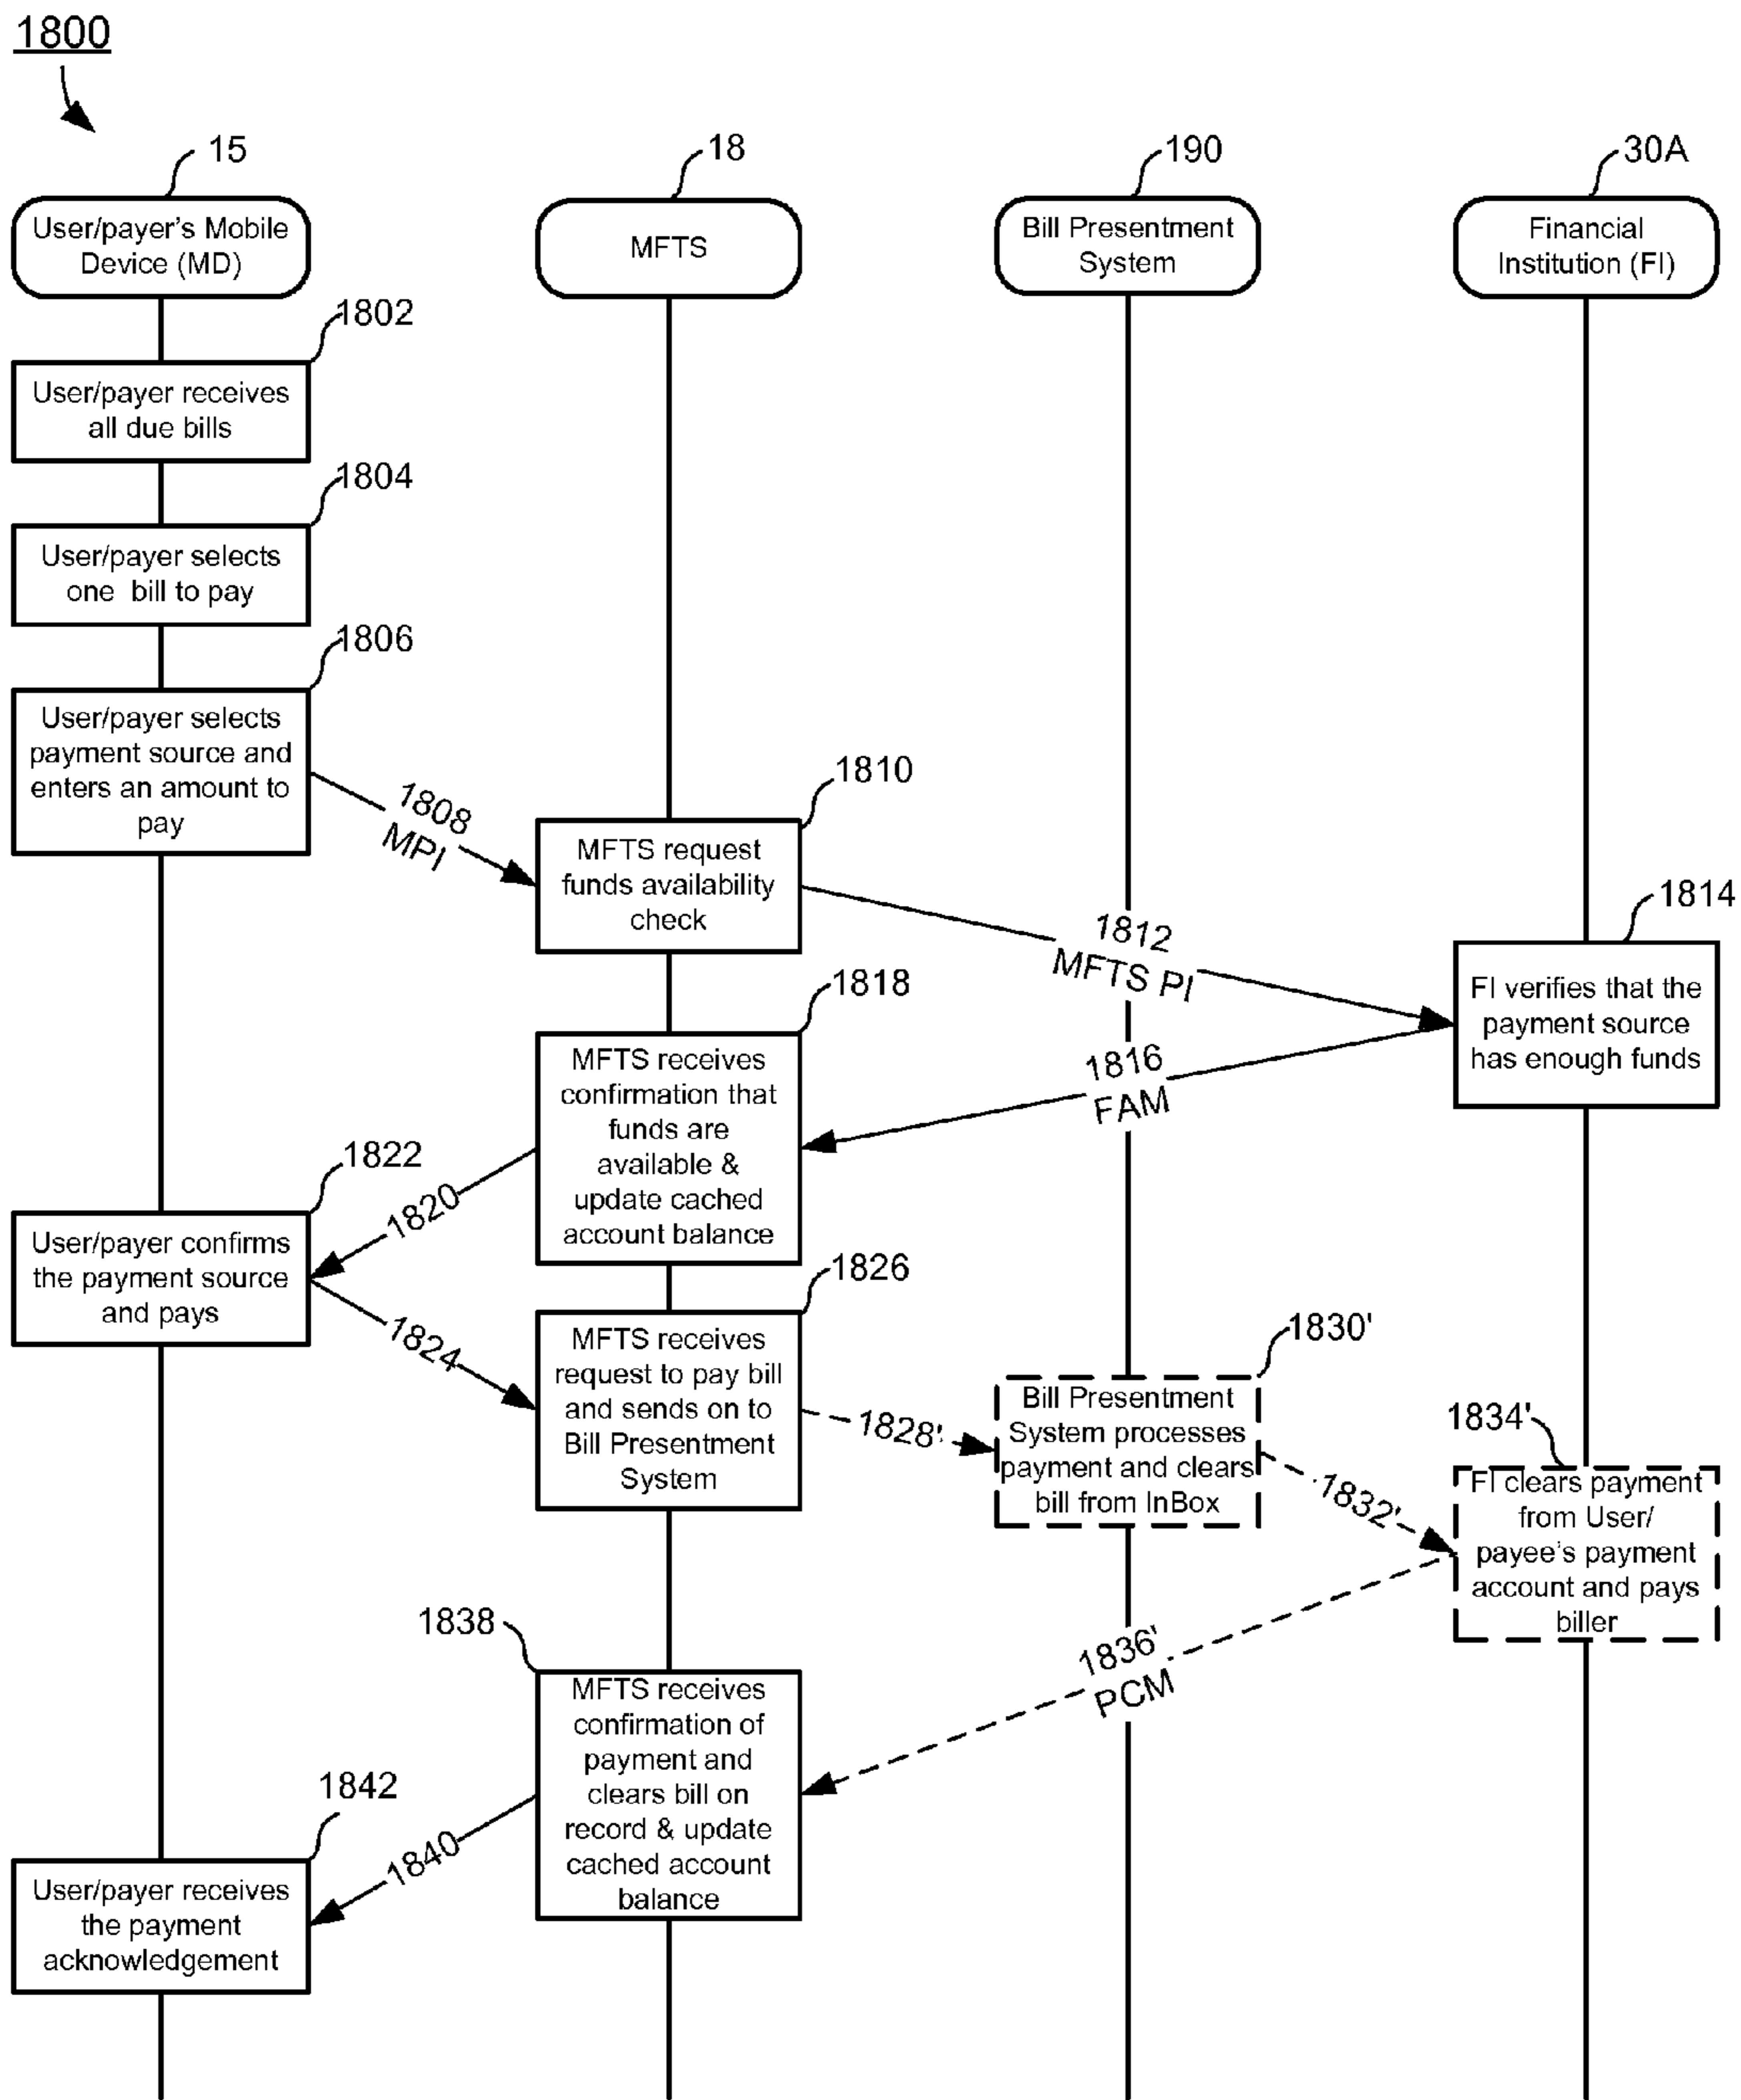 1800
15
18
190
30A
User/payer's Mobile
Device (MD)
MFTS
Bill Presentment
System
Financial
Institution (FI)
1802
User/payer receives
all due bills
1804
User/payer selects
one bill to pay
1806
User/payer selects
payment source and
enters an amount to
pay
1808
MPI
1810
MFTS request
funds availability
check
1812
MFTS PI
1814
FI verifies that the
payment source
has enough funds
1816
FAM
1818
MFTS receives
confirmation that
funds are
available &
update cached
account balance
1820
1822
User/payer confirms
the payment source
and pays
1824
1826
MFTS receives
request to pay bill
and sends on to
Bill Presentment
System
1828'
1830'
Bill Presentment
System processes
payment and clears
bill from InBox
1832'
1834'
FI clears payment
from User/
payee's payment
account and pays
biller
1836'
PCM
1838
MFTS receives
confirmation of
payment and
clears bill on
record & update
cached account
balance
1840
1842
User/payer receives
the payment
acknowledgement